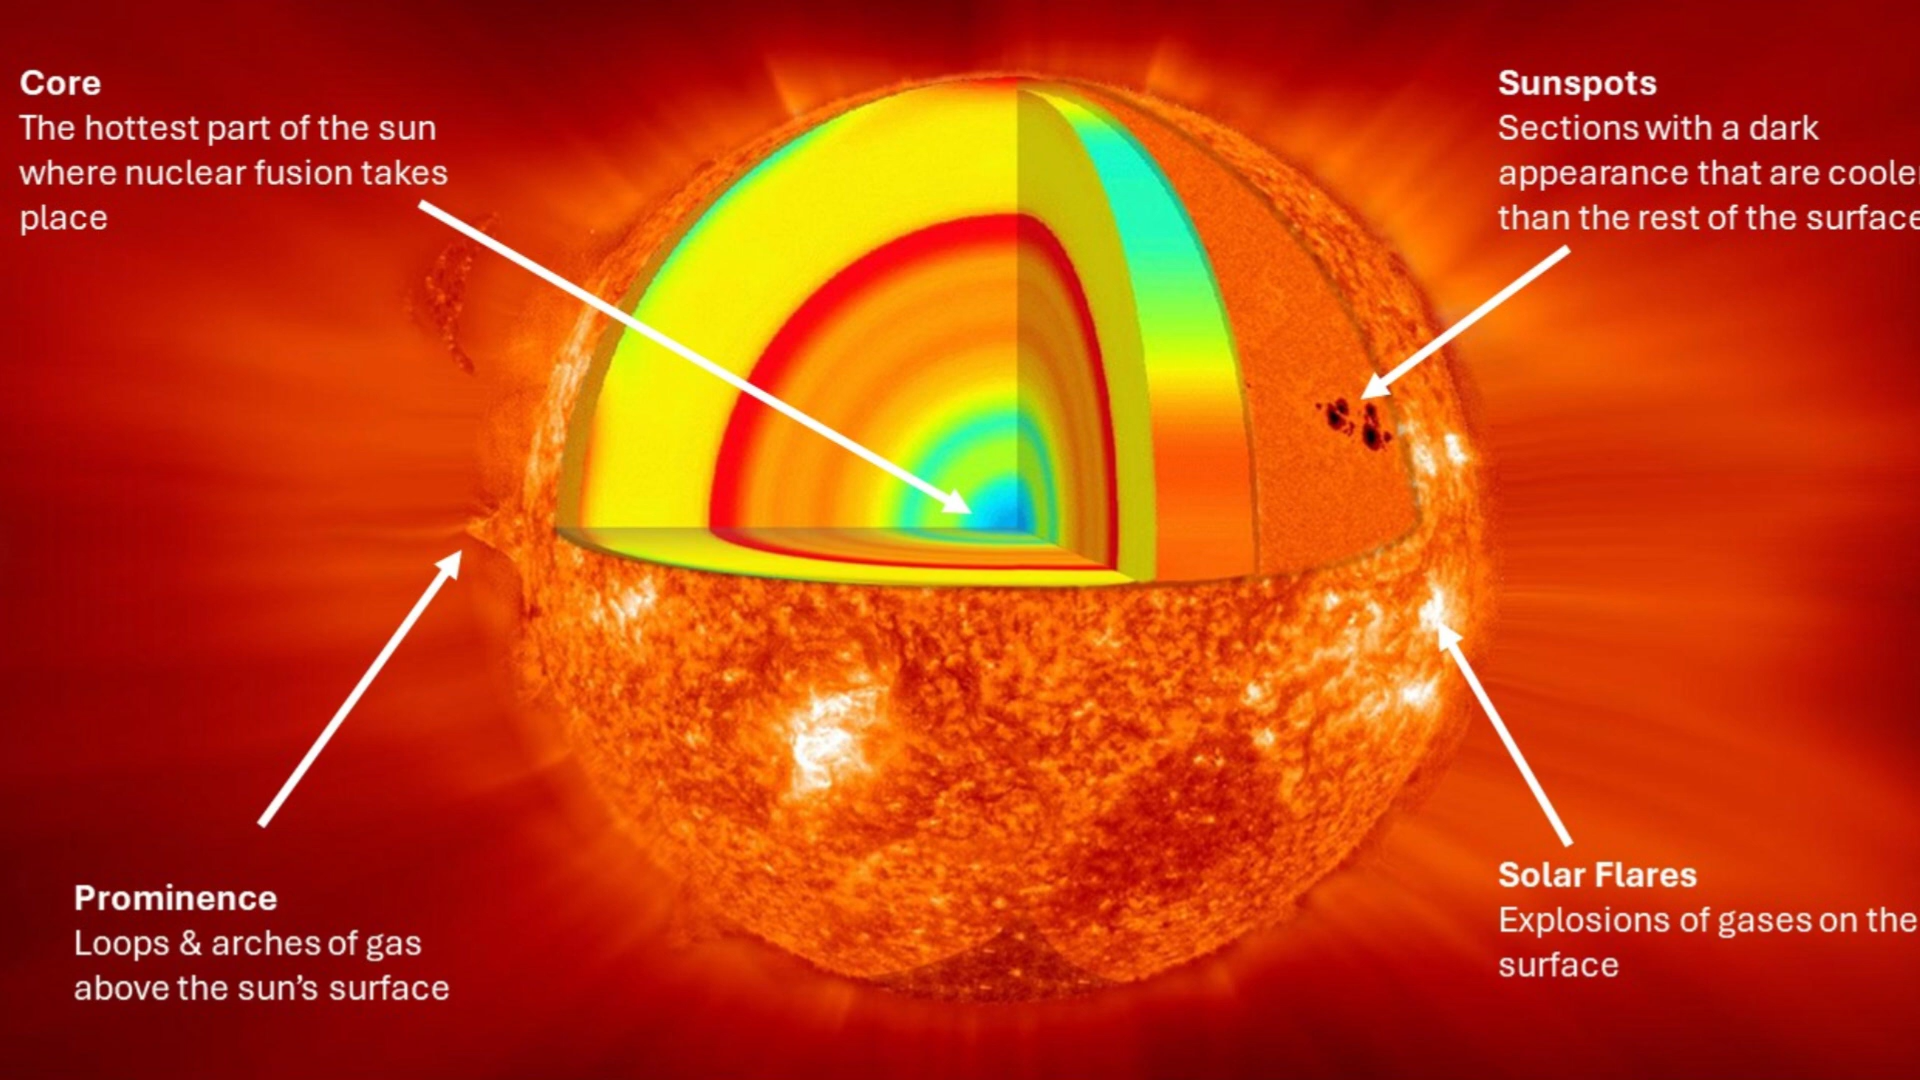 Core
The hottest part of the sun
where nuclear fusion takes
place
Sunspots
Sections with a dark
appearance that are cooler
than the rest of the surface
Prominence
Loops & arches of gas
above the sun’s surface
Solar Flares
Explosions of gases on the
surface